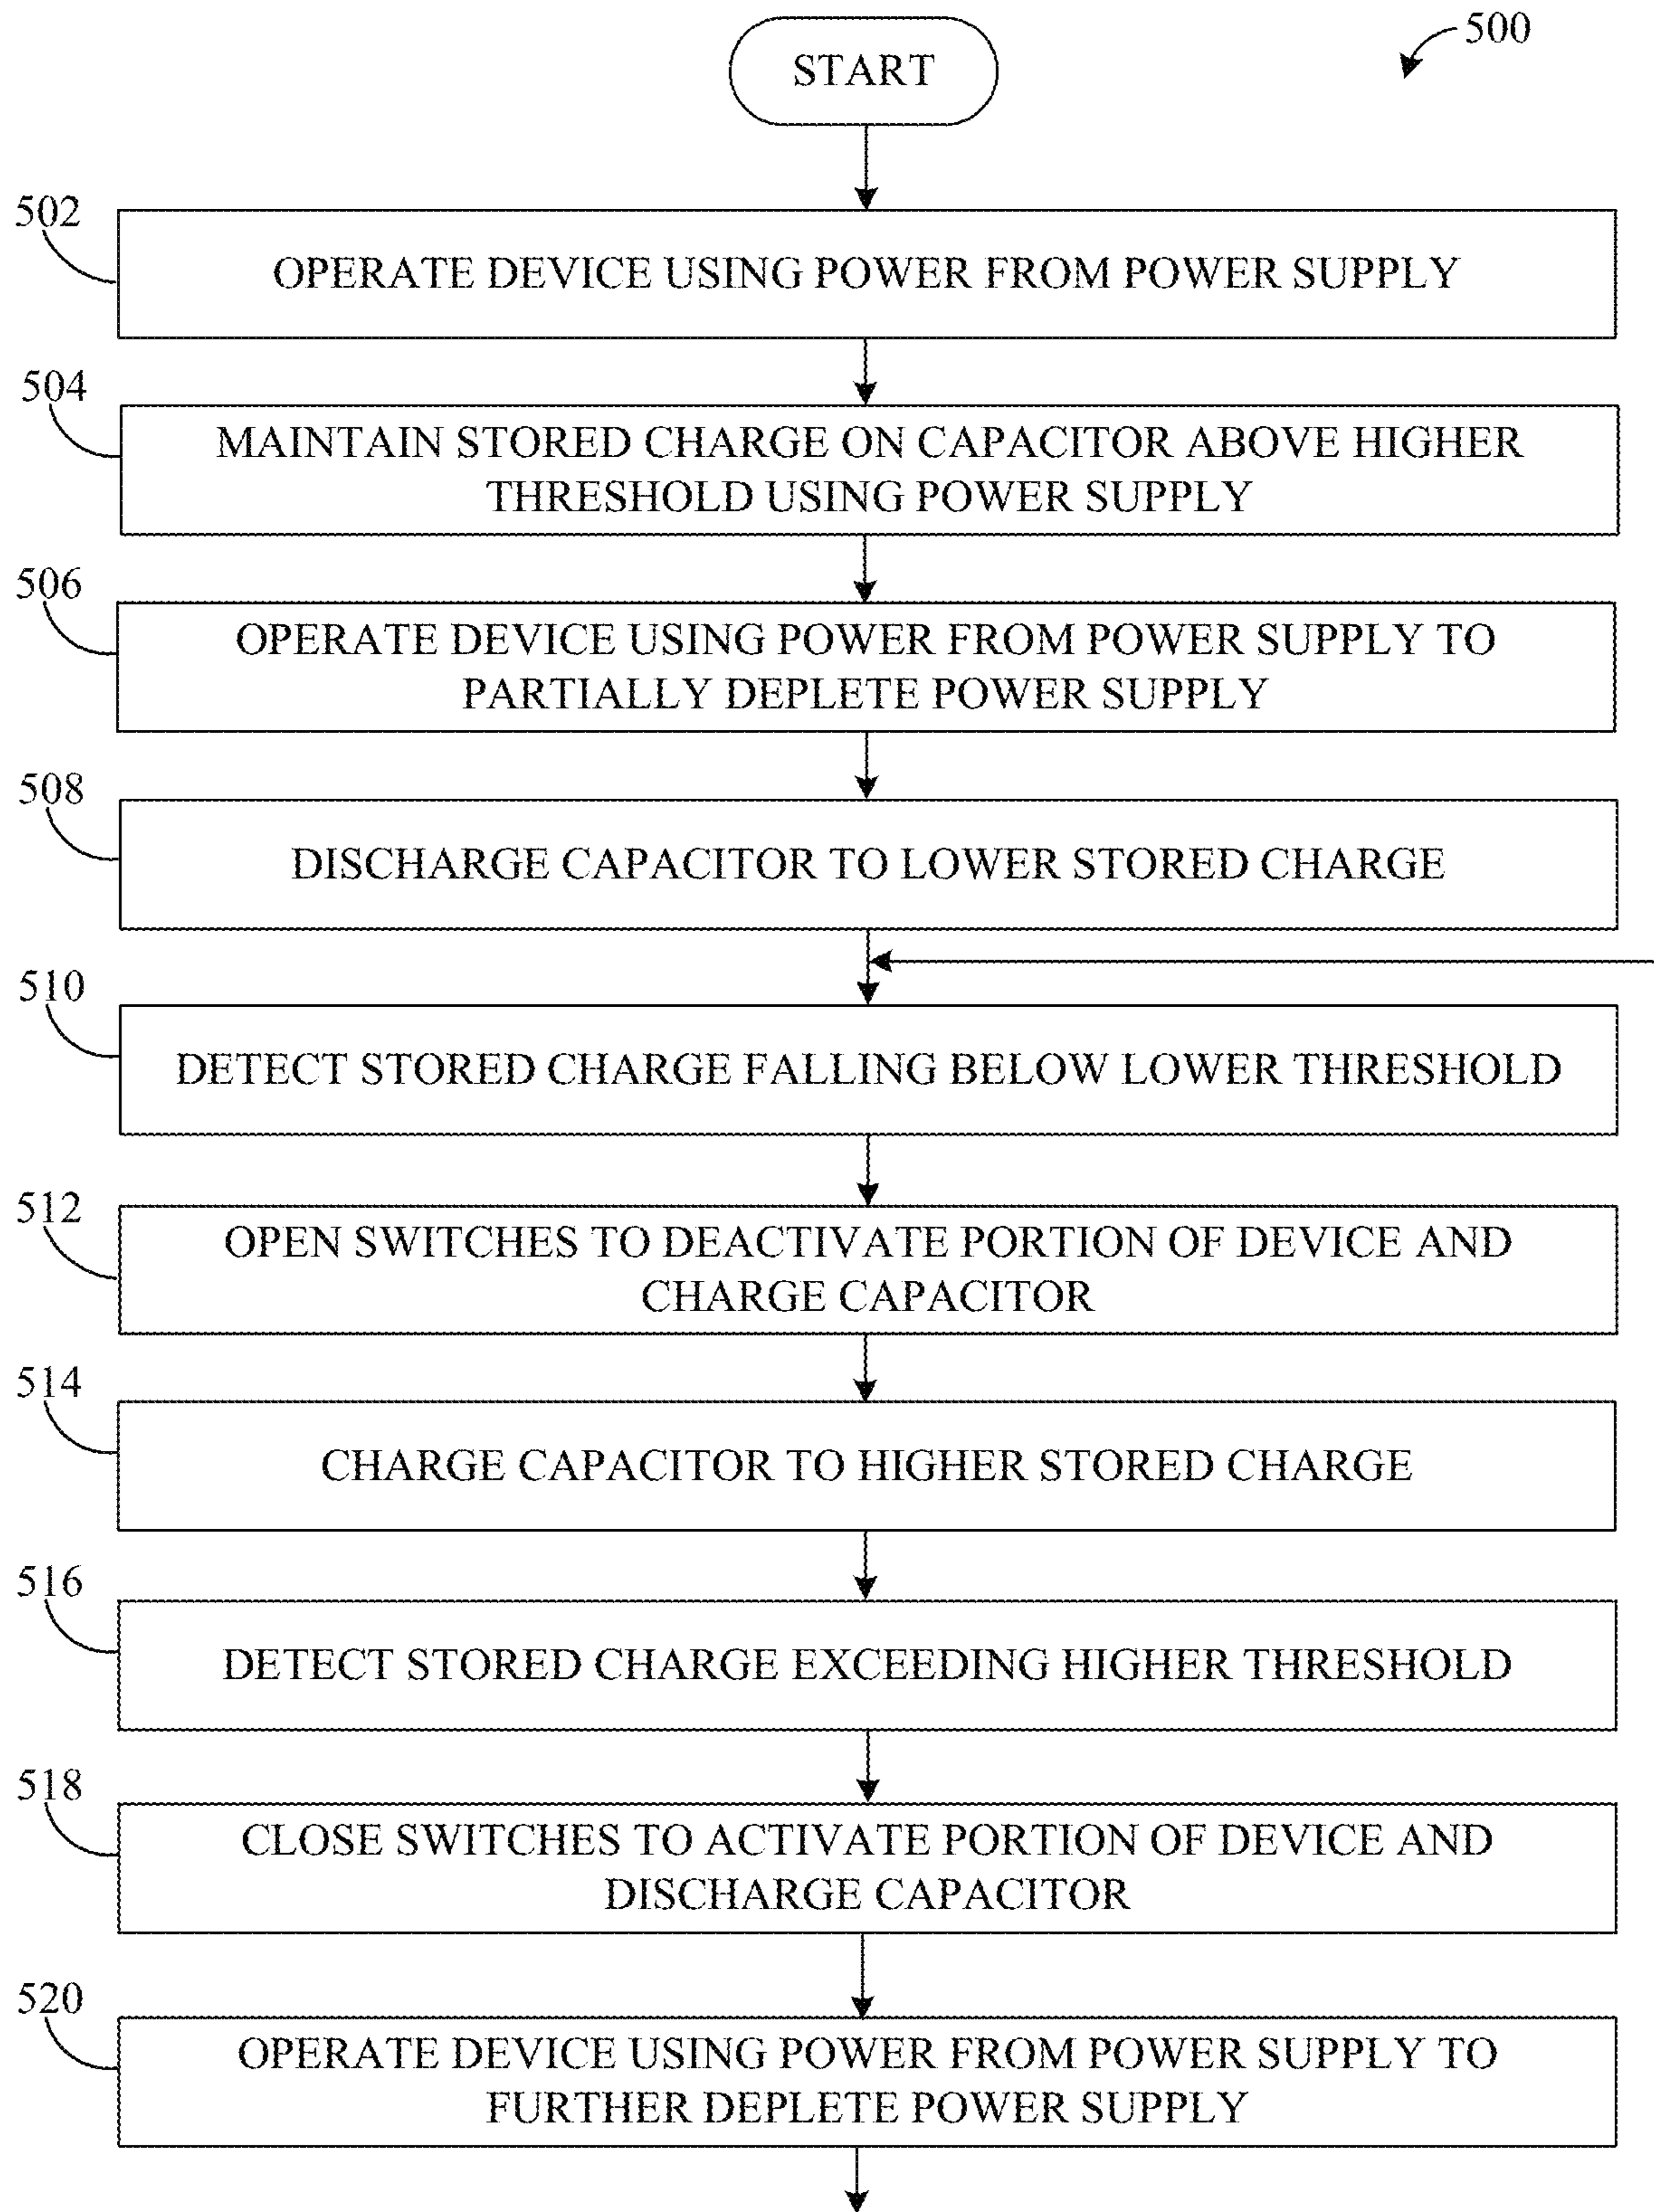 500
START
502
OPERATE DEVICE USING POWER FROM POWER SUPPLY
504
MAINTAIN STORED CHARGE ON CAPACITOR ABOVE HIGHER
THRESHOLD USING POWER SUPPLY
506
OPERATE DEVICE USING POWER FROM POWER SUPPLY TO
PARTIALLY DEPLETE POWER SUPPLY
508
DISCHARGE CAPACITOR TO LOWER STORED CHARGE
510
DETECT STORED CHARGE FALLING BELOW LOWER THRESHOLD
512
OPEN SWITCHES TO DEACTIVATE PORTION OF DEVICE AND
CHARGE CAPACITOR
514
CHARGE CAPACITOR TO HIGHER STORED CHARGE
516
DETECT STORED CHARGE EXCEEDING HIGHER THRESHOLD
518
CLOSE SWITCHES TO ACTIVATE PORTION OF DEVICE AND
DISCHARGE CAPACITOR
520
OPERATE DEVICE USING POWER FROM POWER SUPPLY TO
FURTHER DEPLETE POWER SUPPLY